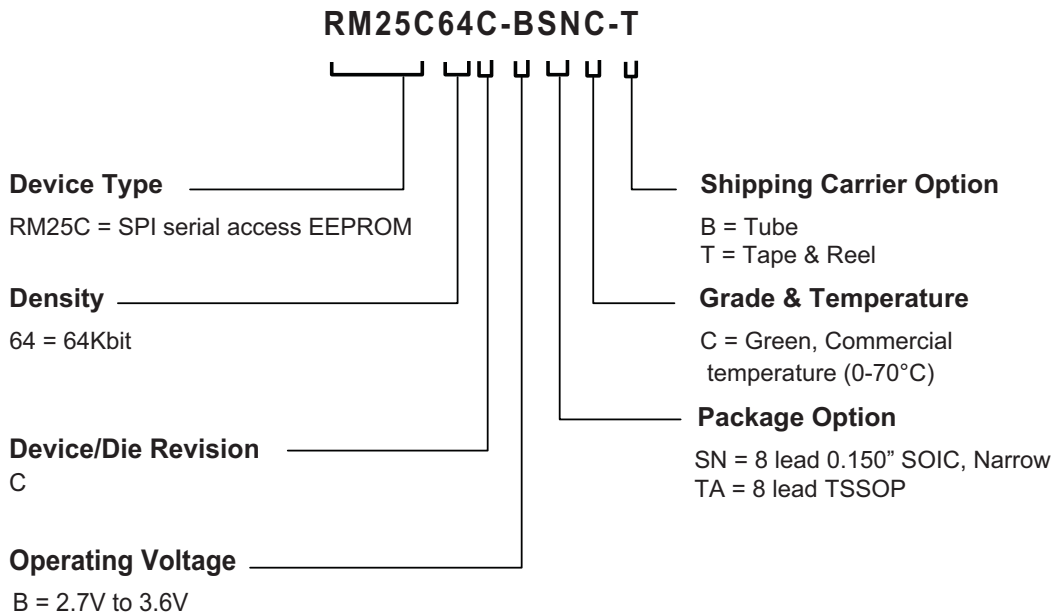 RM25C64C-BSNC-T
Device Type
RM25C = SPI serial access EEPROM
Density
64 = 64Kbit
Device/Die Revision
C
Operating Voltage
B = 2.7V to 3.6V
Shipping Carrier Option
B = Tube
T = Tape & Reel
Grade & Temperature
C = Green, Commercial
temperature (0-70°C)
Package Option
SN = 8 lead 0.150” SOIC, Narrow
TA = 8 lead TSSOP